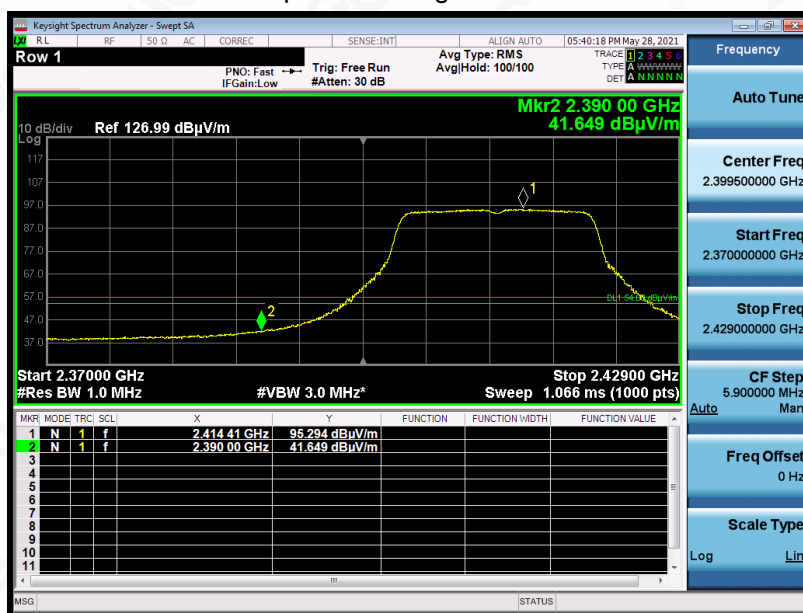 Keysight Spectrum Analyzer - Swept SA
LXI RL RF 50 Ω AC CORREC SENSE:INT ALIGN AUTO 05:40:18 PM May 28, 2021
Row 1
PNO: Fast
IFGain:Low
Trig: Free Run
#Atten: 30 dB
Avg Type: RMS
Avg|Hold: 100/100
TRACE 1 2 3 4 5 6
TYPE A WWWWW
DET A N N N N N
Mkr2 2.390 00 GHz
41.649 dBµV/m
10 dB/div Ref 126.99 dBµV/m
Log
117
107
97.0
87.0
77.0
67.0
57.0
47.0
37.0
1
2
Start 2.37000 GHz Stop 2.42900 GHz
#Res BW 1.0 MHz #VBW 3.0 MHz* Sweep 1.066 ms (1000 pts)
MKR MODE TRC SCL X Y FUNCTION FUNCTION WIDTH FUNCTION VALUE
1 N 1 f 2.414 41 GHz 95.294 dBµV/m
2 N 1 f 2.390 00 GHz 41.649 dBµV/m
3
4
5
6
7
8
9
10
11
MSG STATUS
Frequency
Auto Tune
Center Freq
2.399500000 GHz
Start Freq
2.370000000 GHz
Stop Freq
2.429000000 GHz
CF Step
5.900000 MHz
Auto Man
Freq Offset
0 Hz
Scale Type
Log Lin